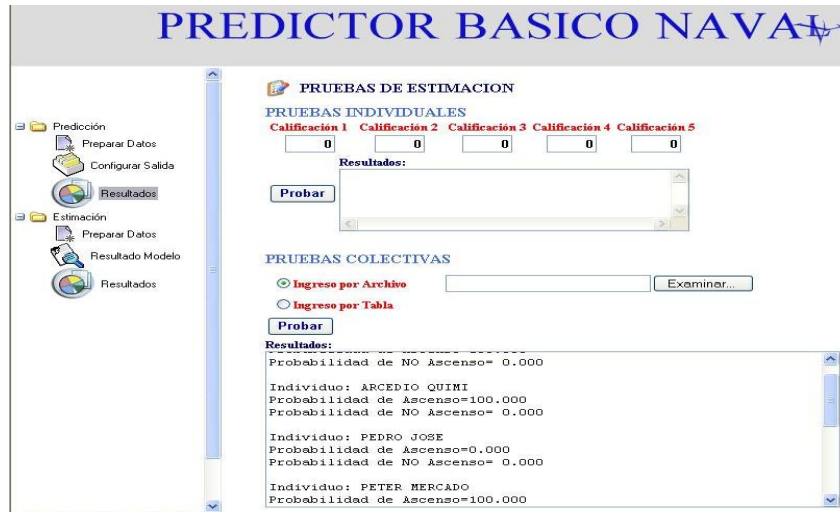 PREDICTOR BASICO NAVAL
Predicción
Preparar Datos
Configurar Salida
Resultados
Estimación
Preparar Datos
Resultado Modelo
Resultados
PRUEBAS DE ESTIMACION
PRUEBAS INDIVIDUALES
Calificación 1 Calificación 2 Calificación 3 Calificación 4 Calificación 5
0 0 0 0 0
Resultados:
Probar
PRUEBAS COLECTIVAS
Ingreso por Archivo Examinar...
Ingreso por Tabla
Probar
Resultados:
Probabilidad de NO Ascenso= 0.000
Individuo: ARCEDIO QUIMI
Probabilidad de Ascenso=100.000
Probabilidad de NO Ascenso= 0.000
Individuo: PEDRO JOSE
Probabilidad de Ascenso=0.000
Probabilidad de NO Ascenso= 0.000
Individuo: PETER MERCADO
Probabilidad de Ascenso=100.000